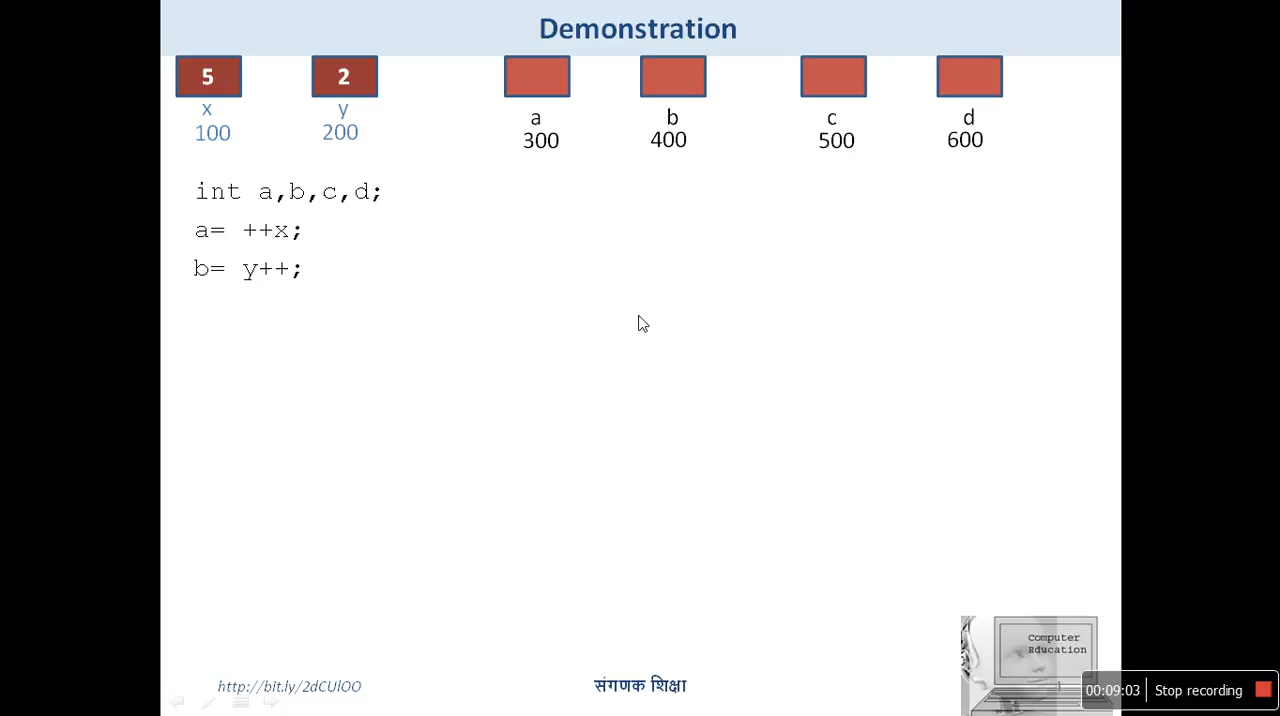 Demonstration
5 2
x y a b c d
100 200 300 400 500 600
int a,b,c,d;
a= ++x;
b= y++;
Computer
Education
http://bit.ly/2dCUlOO
संगणक शिक्षा
00:09:03 Stop recording